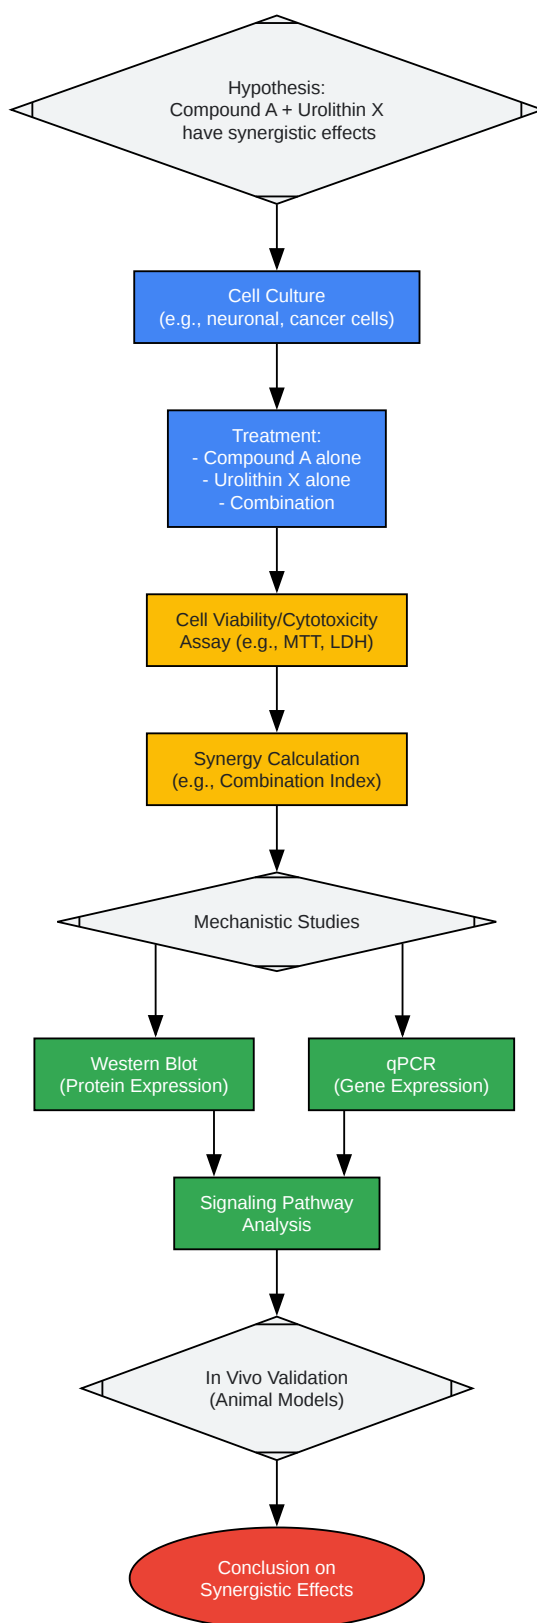 Hypothesis:
Compound A + Urolithin X
have synergistic effects
Cell Culture
(e.g., neuronal, cancer cells)
Treatment:
- Compound A alone
- Urolithin X alone
- Combination
Cell Viability/Cytotoxicity
Assay (e.g., MTT, LDH)
Synergy Calculation
(e.g., Combination Index)
Mechanistic Studies
Western Blot
(Protein Expression)
qPCR
(Gene Expression)
Signaling Pathway
Analysis
In Vivo Validation
(Animal Models)
Conclusion on
Synergistic Effects